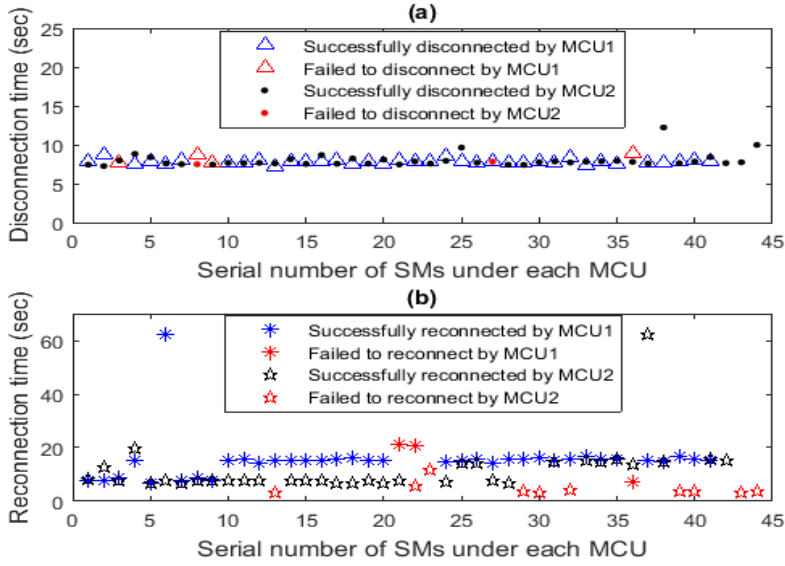 (a)
Disconnection time (sec)
25
20
15
10
5
0
Successfully disconnected by MCU1
Failed to disconnect by MCU1
Successfully disconnected by MCU2
Failed to disconnect by MCU2
0 5 10 15 20 25 30 35 40 45
Serial number of SMs under each MCU
(b)
Reconnection time (sec)
60
40
20
0
Successfully reconnected by MCU1
Failed to reconnect by MCU1
Successfully reconnected by MCU2
Failed to reconnect by MCU2
0 5 10 15 20 25 30 35 40 45
Serial number of SMs under each MCU